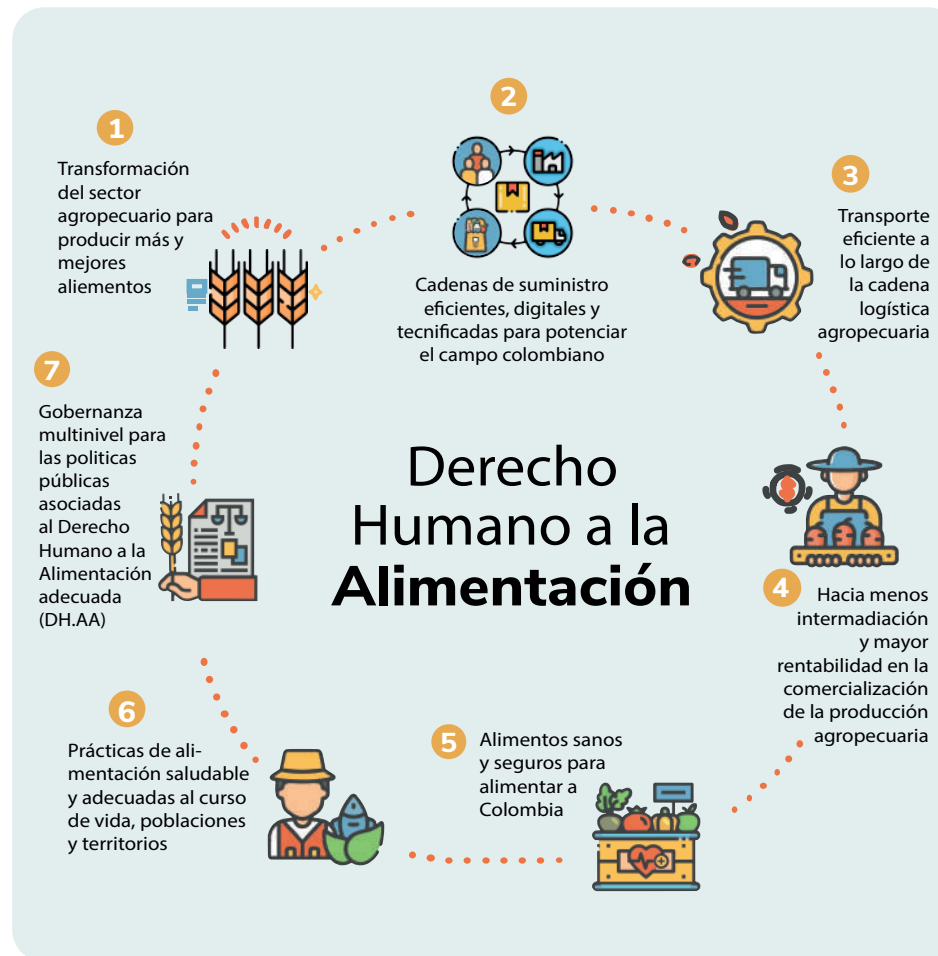 1
Transformación
del sector
agropecuario para
producir más y
mejores
aliementos
2
Cadenas de suministro
eficientes, digitales y
tecnificadas para potenciar
el campo colombiano
3
Transporte
eficiente a
lo largo de
la cadena
logística
agropecuaria
4
Hacia menos
intermadiación
y mayor
rentabilidad en la
comercialización
de la producción
agropecuaria
5
Alimentos sanos
y seguros para
alimentar a
Colombia
6
Prácticas de ali-
mentación saludable
y adecuadas al curso
de vida, poblaciones
y territorios
7
Gobernanza
multinivel para
las politicas
públicas
asociadas
al Derecho
Humano a la
Alimentación
adecuada
(DH.AA)
Derecho
Humano a la
Alimentación